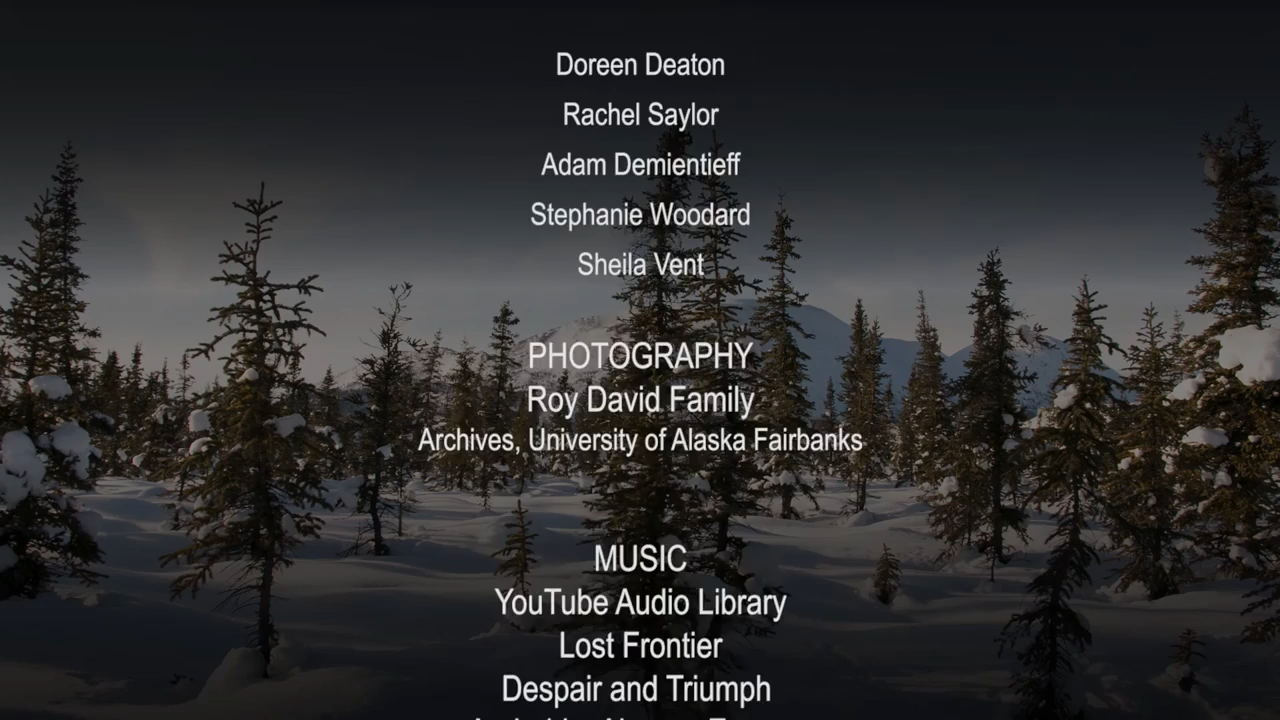 Doreen Deaton
Rachel Saylor
Adam Demientieff
Stephanie Woodard
Sheila Vent
PHOTOGRAPHY
Roy David Family
Archives, University of Alaska Fairbanks
MUSIC
YouTube Audio Library
Lost Frontier
Despair and Triumph